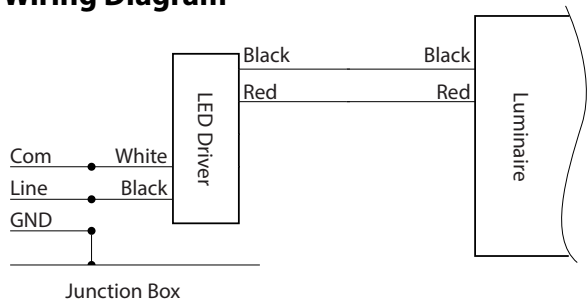 Wiring Diagram
Black Black
Red Red
LED Driver
Luminaire
Com White
Line Black
GND
Junction Box